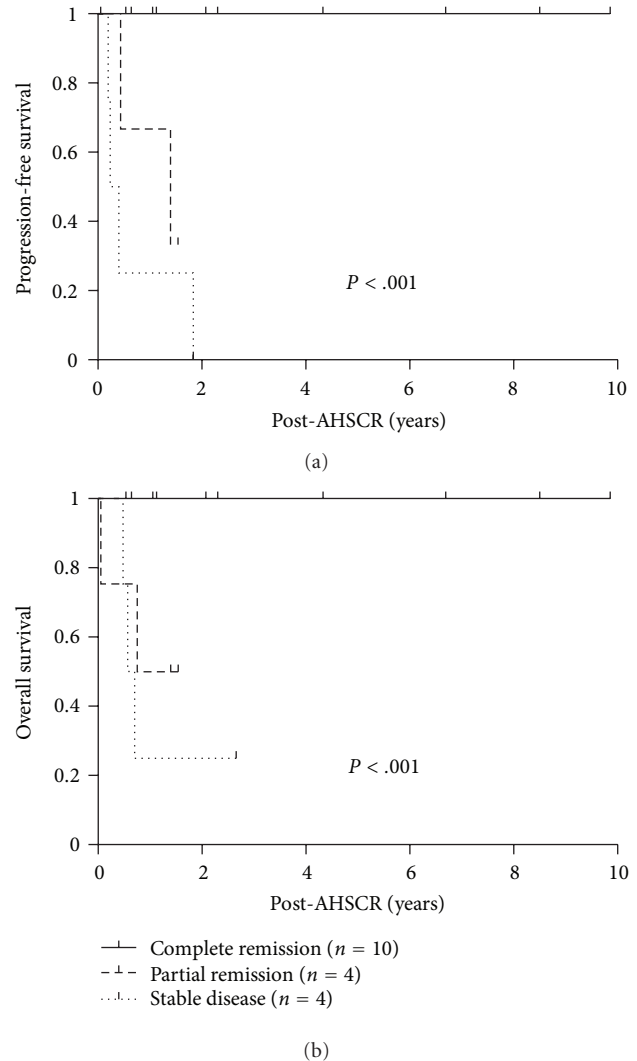 1
0.8
0.6
0.4
0.2
0
Progression-free survival
P < .001
0 2 4 6 8 10
Post-AHSCR (years)
(a)
1
0.8
0.6
0.4
0.2
0
Overall survival
P < .001
0 2 4 6 8 10
Post-AHSCR (years)
Complete remission (n = 10)
Partial remission (n = 4)
Stable disease (n = 4)
(b)